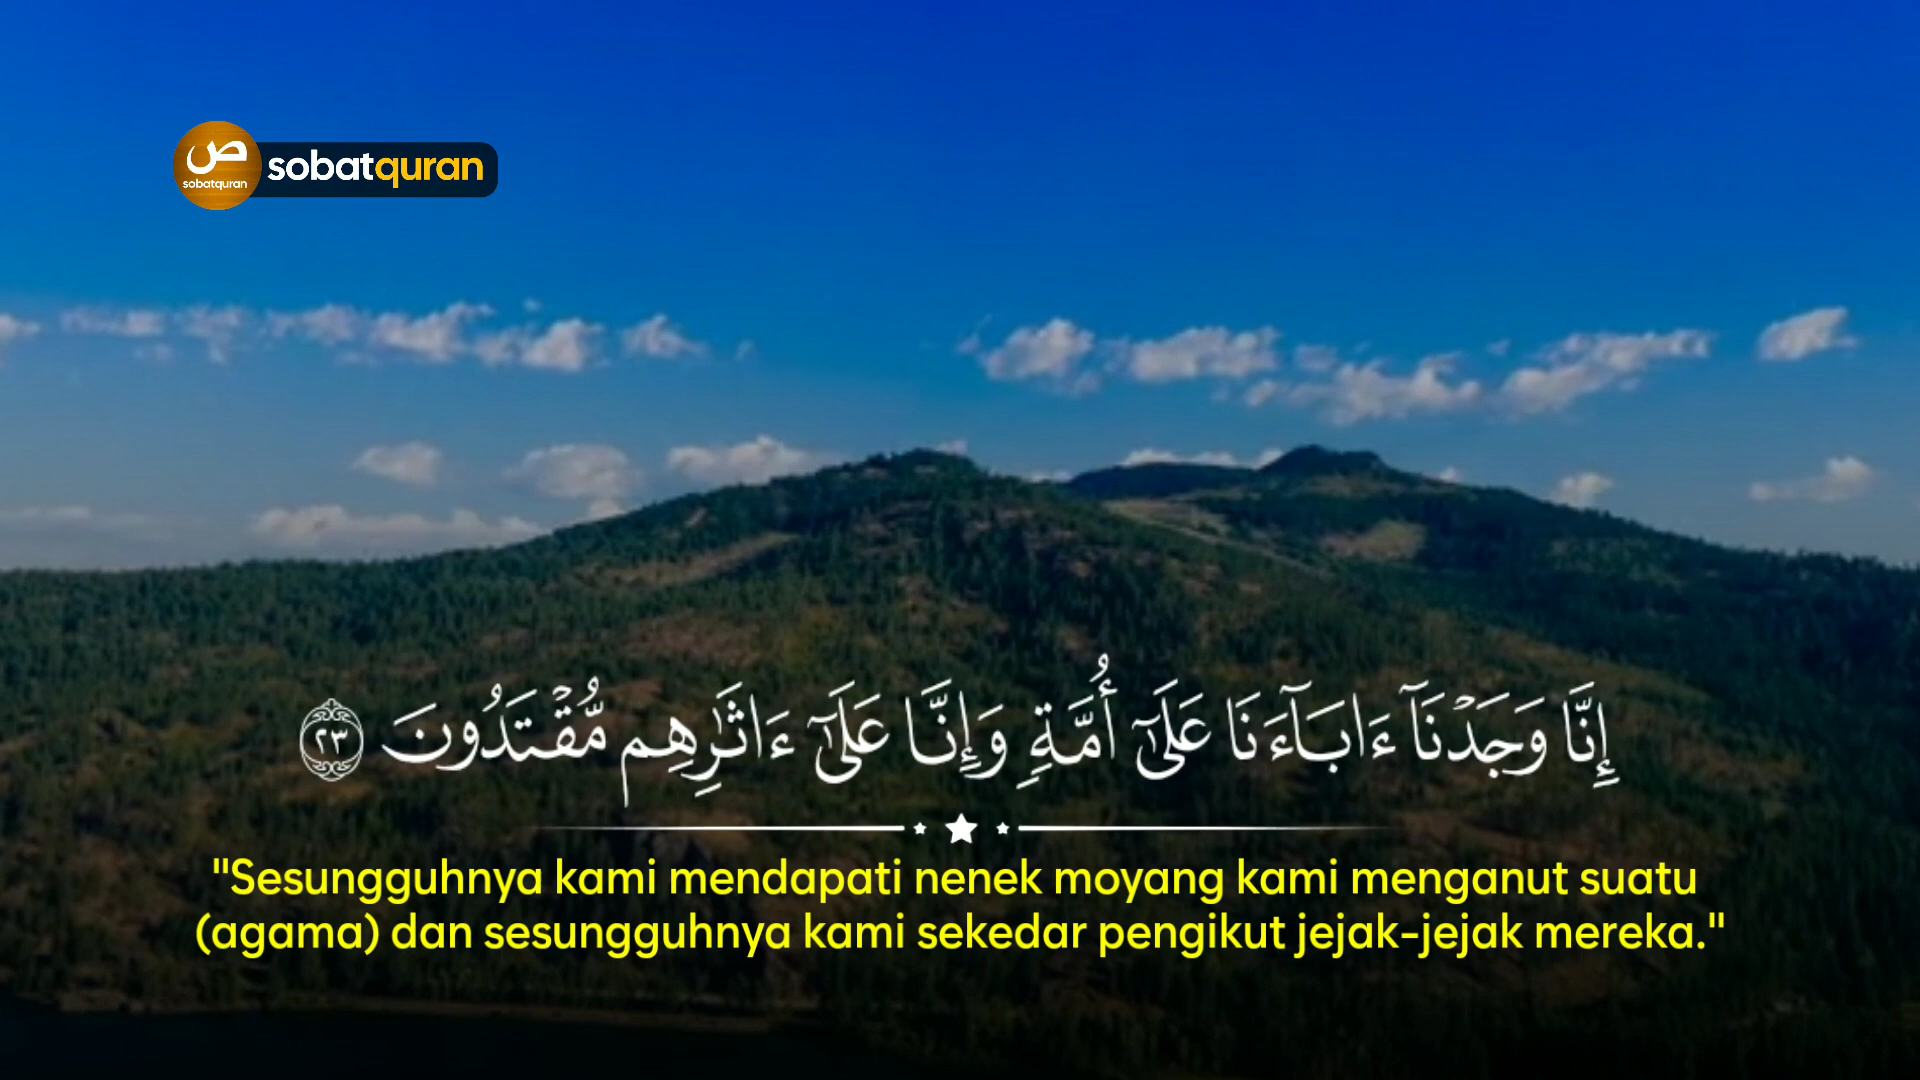 ص
sobatquran
sobatquran
إِنَّا وَجَدْنَآ ءَابَآءَنَا عَلَىٰٓ أُمَّةٍ وَإِنَّا عَلَىٰٓ ءَاثَـٰرِهِم مُّقْتَدُونَ ٢٣
"Sesungguhnya kami mendapati nenek moyang kami menganut suatu
(agama) dan sesungguhnya kami sekedar pengikut jejak-jejak mereka."